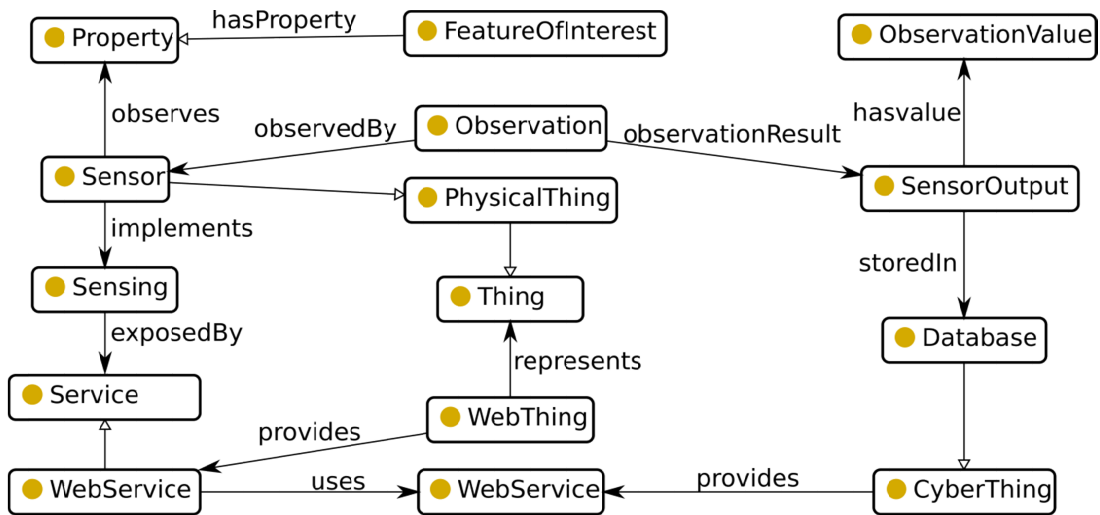 hasProperty
Property
FeatureOfInterest
ObservationValue
observes
observedBy
Observation
observationResult
hasvalue
Sensor
PhysicalThing
SensorOutput
implements
Sensing
Thing
storedIn
exposedBy
represents
Database
Service
WebThing
provides
WebService
uses
WebService
provides
CyberThing